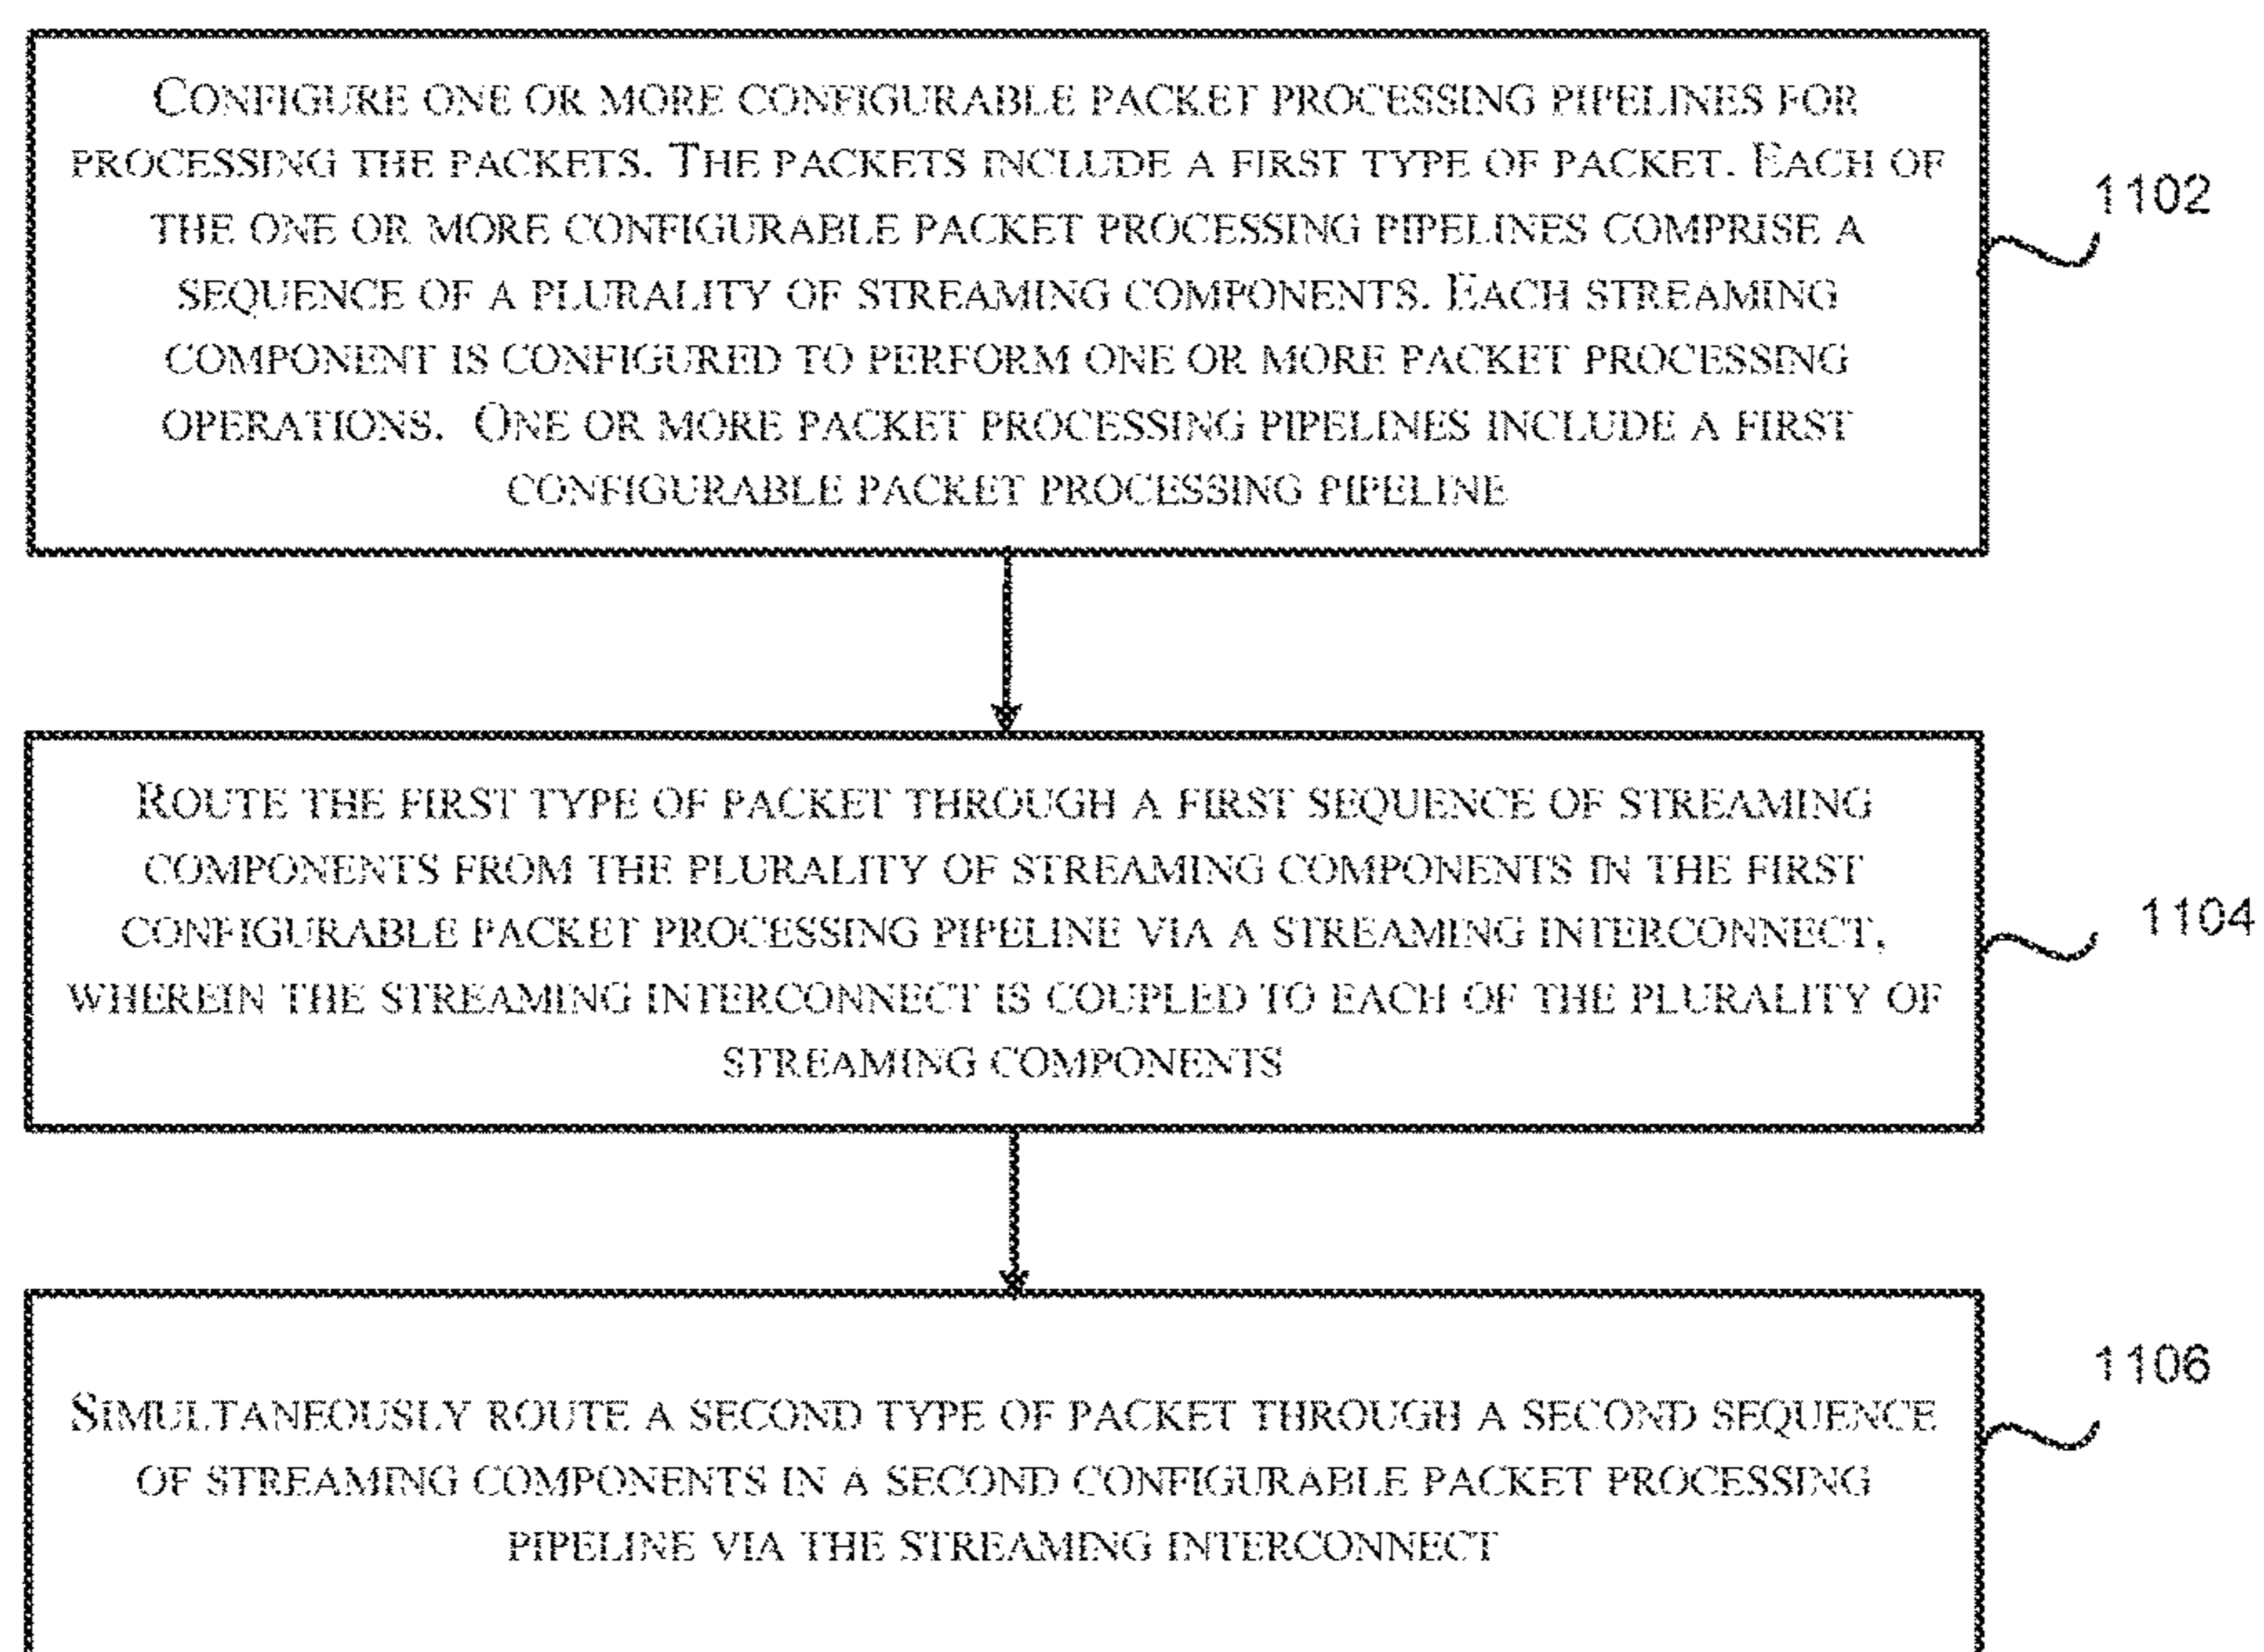 CONFIGURE ONE OR MORE CONFIGURABLE PACKET PROCESSING PIPELINES FOR
PROCESSING THE PACKETS. THE PACKETS INCLUDE A FIRST TYPE OF PACKET. EACH OF
THE ONE OR MORE CONFIGURABLE PACKET PROCESSING PIPELINES COMPRISE A
SEQUENCE OF A PLURALITY OF STREAMING COMPONENTS. EACH STREAMING
COMPONENT IS CONFIGURED TO PERFORM ONE OR MORE PACKET PROCESSING
OPERATIONS. ONE OR MORE PACKET PROCESSING PIPELINES INCLUDE A FIRST
CONFIGURABLE PACKET PROCESSING PIPELINE
1102
ROUTE THE FIRST TYPE OF PACKET THROUGH A FIRST SEQUENCE OF STREAMING
COMPONENTS FROM THE PLURALITY OF STREAMING COMPONENTS IN THE FIRST
CONFIGURABLE PACKET PROCESSING PIPELINE VIA A STREAMING INTERCONNECT,
WHEREIN THE STREAMING INTERCONNECT IS COUPLED TO EACH OF THE PLURALITY OF
STREAMING COMPONENTS
1104
SIMULTANEOUSLY ROUTE A SECOND TYPE OF PACKET THROUGH A SECOND SEQUENCE
OF STREAMING COMPONENTS IN A SECOND CONFIGURABLE PACKET PROCESSING
PIPELINE VIA THE STREAMING INTERCONNECT
1106